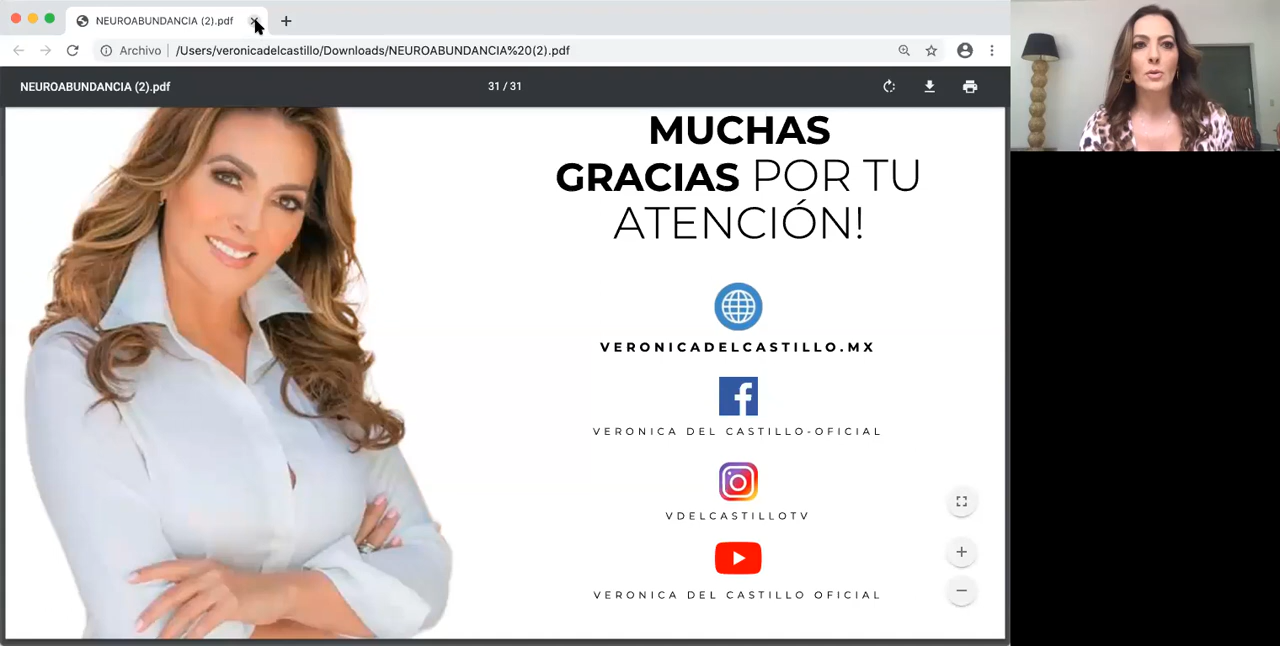 NEUROABUNDANCIA (2).pdf
Archivo
/Users/veronicadelcastillo/Downloads/NEUROABUNDANCIA%20(2).pdf
NEUROABUNDANCIA (2).pdf
31 / 31
MUCHAS
GRACIAS POR TU
ATENCIÓN!
VERONICADELCASTILLO.MX
VERONICA DEL CASTILLO-OFICIAL
VDELCASTILLOTV
VERONICA DEL CASTILLO OFICIAL